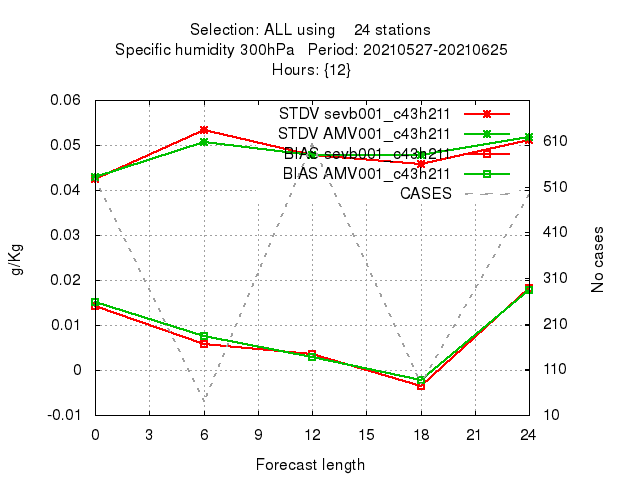 Selection: ALL using    24 stations
Specific humidity 300hPa   Period: 20210527-20210625
Hours: {12}
STDV sevb001_c43h211
STDV AMV001_c43h211
BIAS sevb001_c43h211
BIAS AMV001_c43h211
CASES
0.06
0.05
0.04
0.03
0.02
0.01
0
-0.01
g/Kg
610
510
410
310
210
110
10
No cases
0 3 6 9 12 15 18 21 24
Forecast length